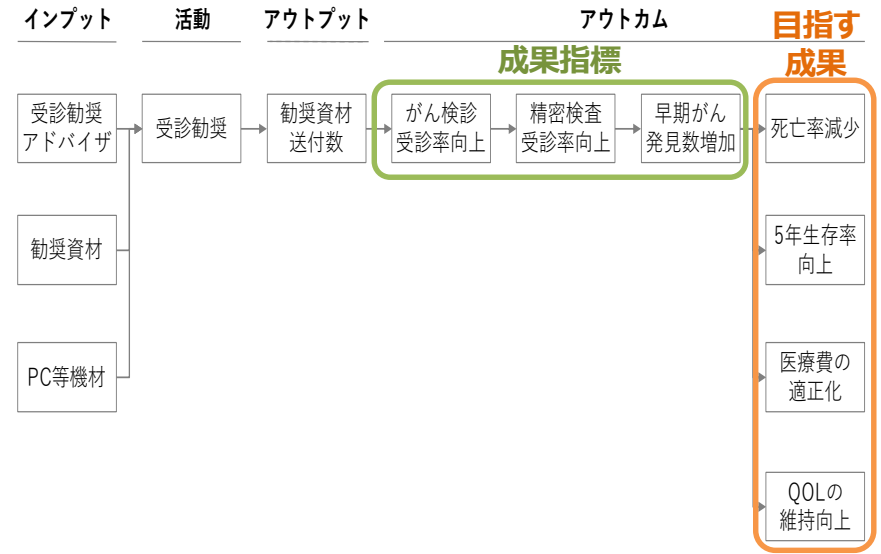 インプット
活動
アウトプット
アウトカム
目指す
成果
成果指標
受診勧奨
アドバイザ
受診勧奨
勧奨資材
送付数
がん検診
受診率向上
精密検査
受診率向上
早期がん
発見数増加
死亡率減少
勧奨資材
5年生存率
向上
PC等機材
医療費の
適正化
QOLの
維持向上